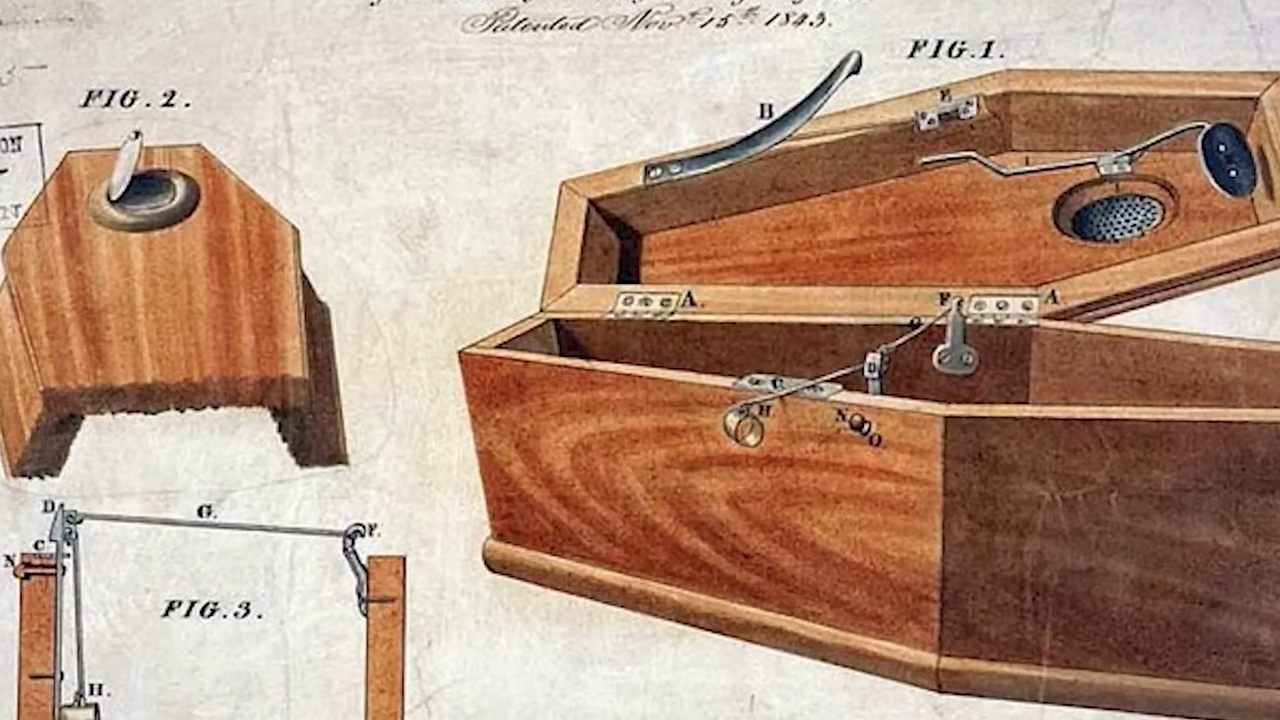 Patented Nov. 15th 1843.
FIG. 1.
FIG. 2.
B
E
A.
F
A
G
D
C
H
N
O
D
G.
F.
C
N
FIG. 3.
H.